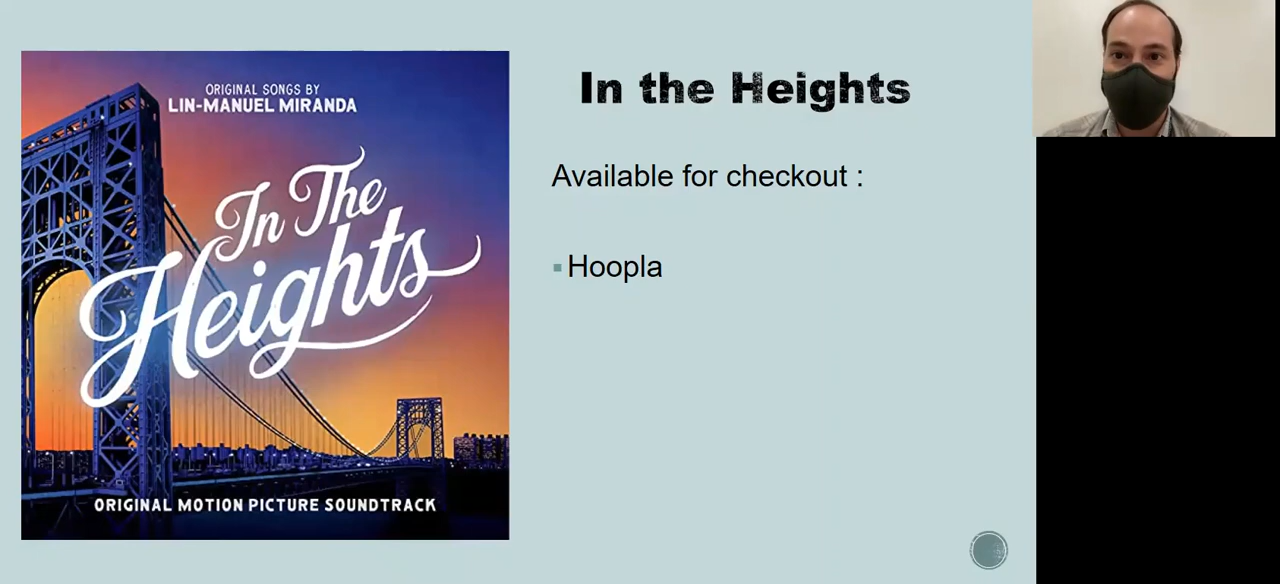 ORIGINAL SONGS BY
LIN-MANUEL MIRANDA
In The
Heights
ORIGINAL MOTION PICTURE SOUNDTRACK
In the Heights
Available for checkout :
Hoopla